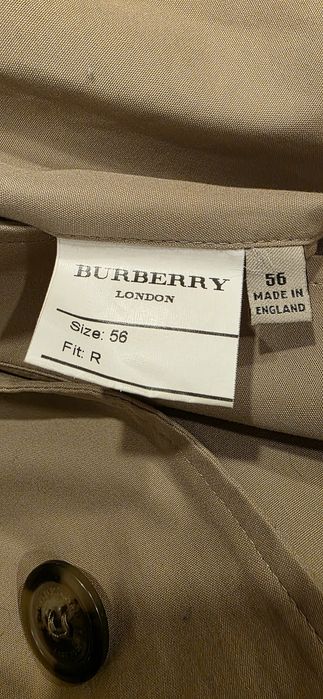 BURBERRY
LONDON
Size: 56
Fit: R
56
MADE IN
ENGLAND